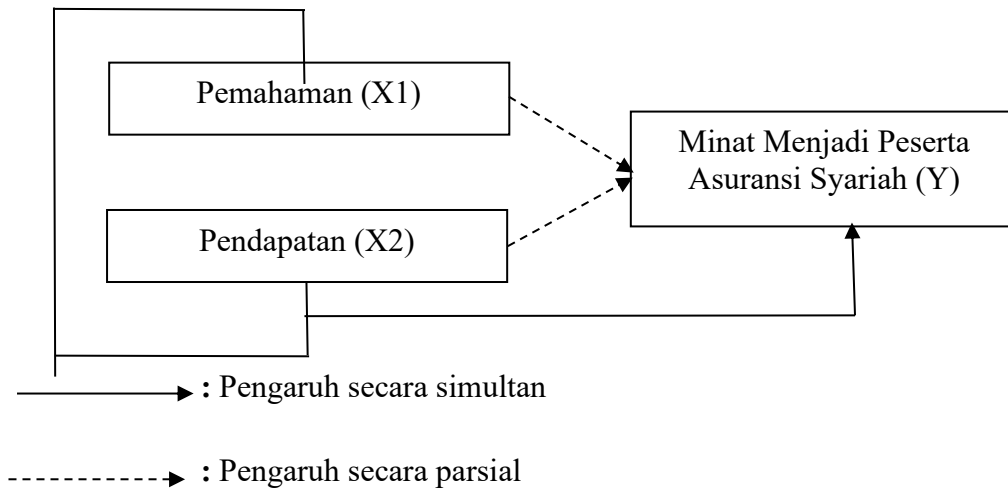 Pemahaman (X1)
Minat Menjadi Peserta
Asuransi Syariah (Y)
Pendapatan (X2)
: Pengaruh secara simultan
: Pengaruh secara parsial